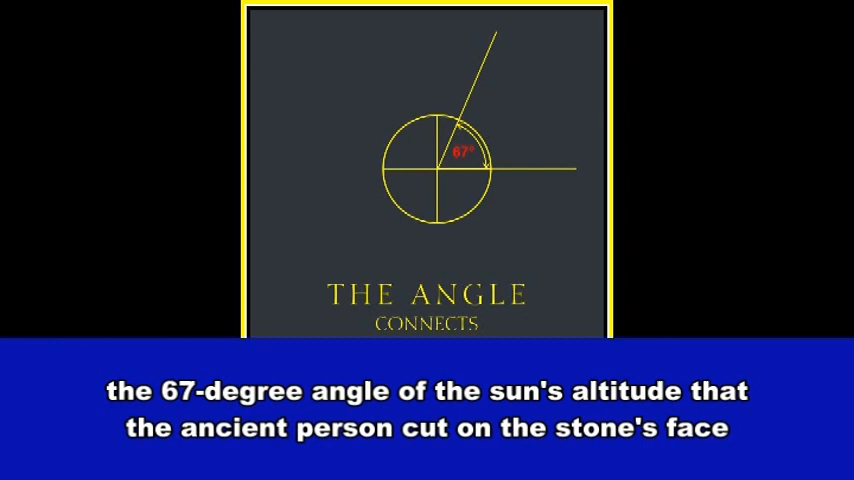 67°
THE ANGLE
CONNECTS
the 67-degree angle of the sun's altitude that
the ancient person cut on the stone's face